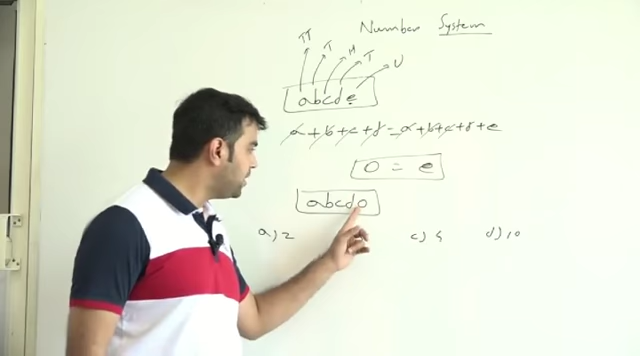 Number System
TT T H T U
abcde
a+b+c+d=a+b+c+d+e
0 = e
abcd0
a) 2 c) 5 d) 10